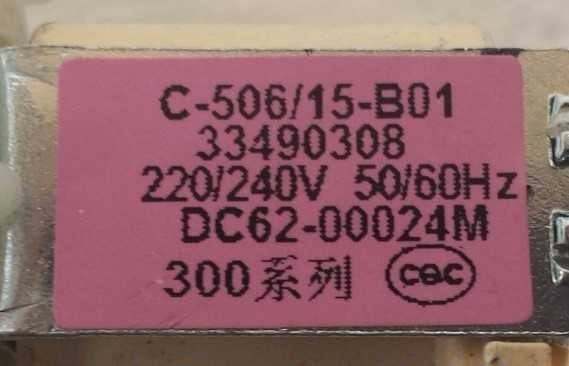 C-506/15-B01
33490308
220/240V 50/60Hz
DC62-00024M
300系列 CQC